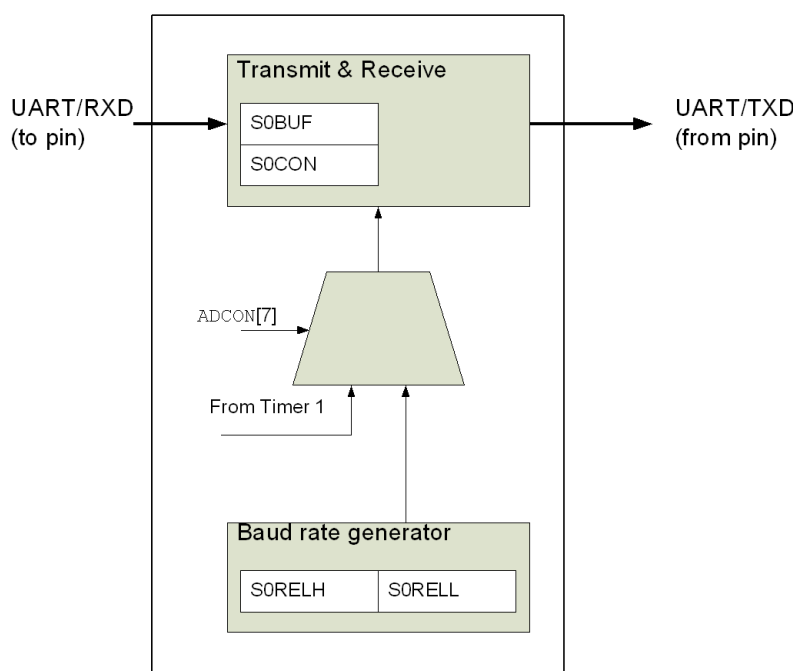 Transmit & Receive
UART/RXD
(to pin)
S0BUF
S0CON
UART/TXD
(from pin)
ADCON[7]
From Timer 1
Baud rate generator
S0RELH
S0RELL